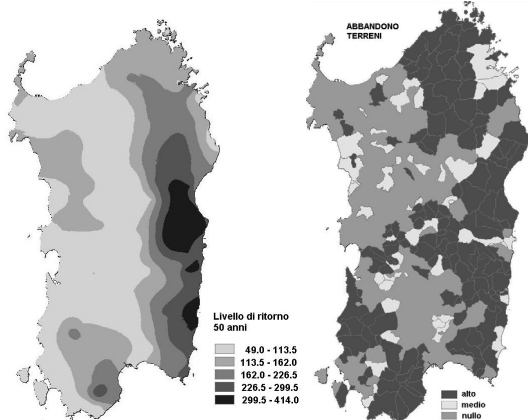 ABBANDONO
TERRENI
Livello di ritorno
50 anni
49.0 - 113.5
113.5 - 162.0
162.0 - 226.5
226.5 - 299.5
299.5 - 414.0
alto
medio
nullo